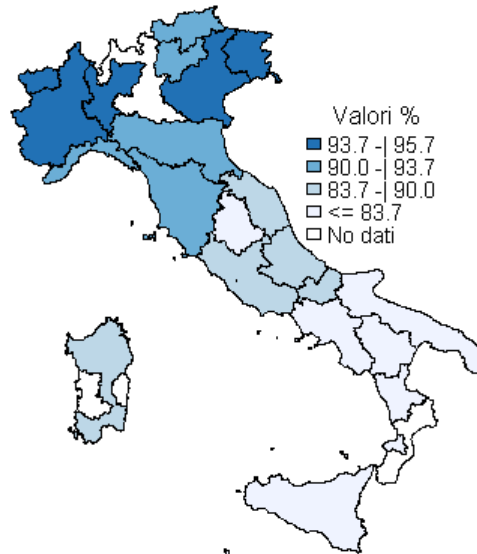 Valori %
93.7 -| 95.7
90.0 -| 93.7
83.7 -| 90.0
<= 83.7
No dati